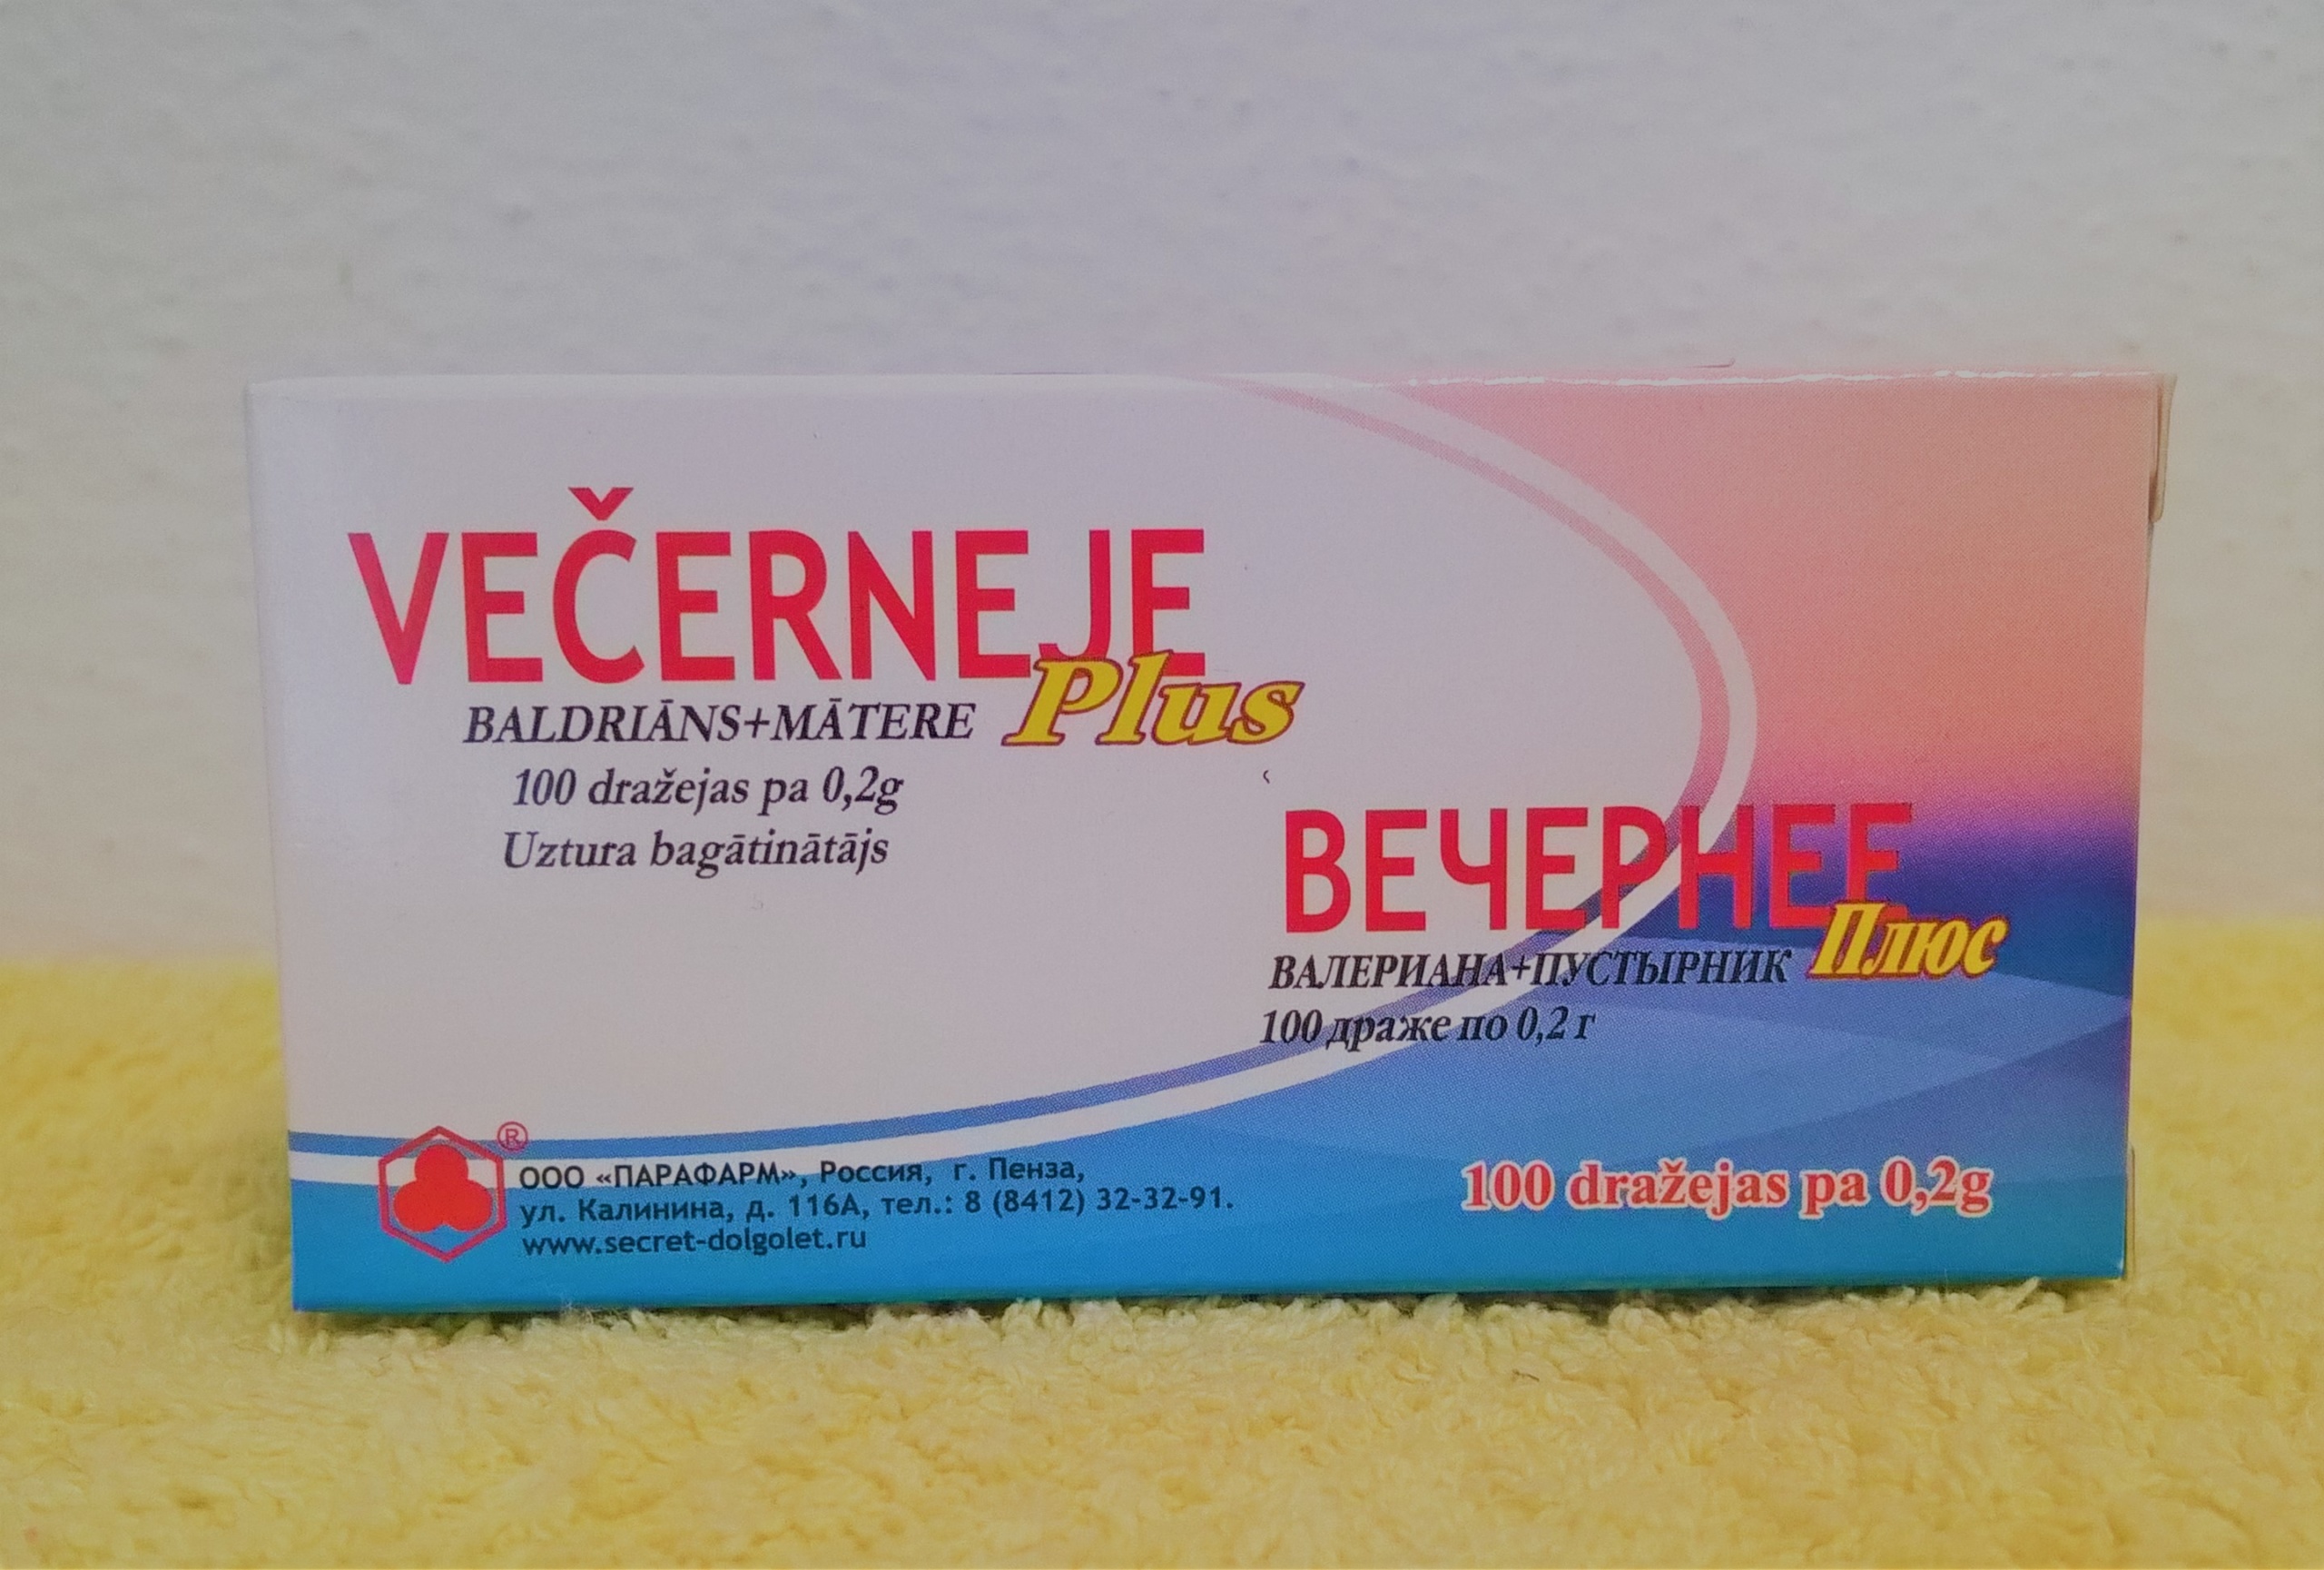 VEČERNEJE
Plus
BALDRIĀNS+MĀTERE
100 dražejas pa 0,2g
Uztura bagātinātājs
ВЕЧЕРНЕЕ
Плюс
ВАЛЕРИАНА+ПУСТЫРНИК
100 драже по 0,2 г
®
ООО «ПАРАФАРМ», Россия, г. Пенза,
ул. Калинина, д. 116А, тел.: 8 (8412) 32-32-91.
www.secret-dolgolet.ru
100 dražejas pa 0,2g